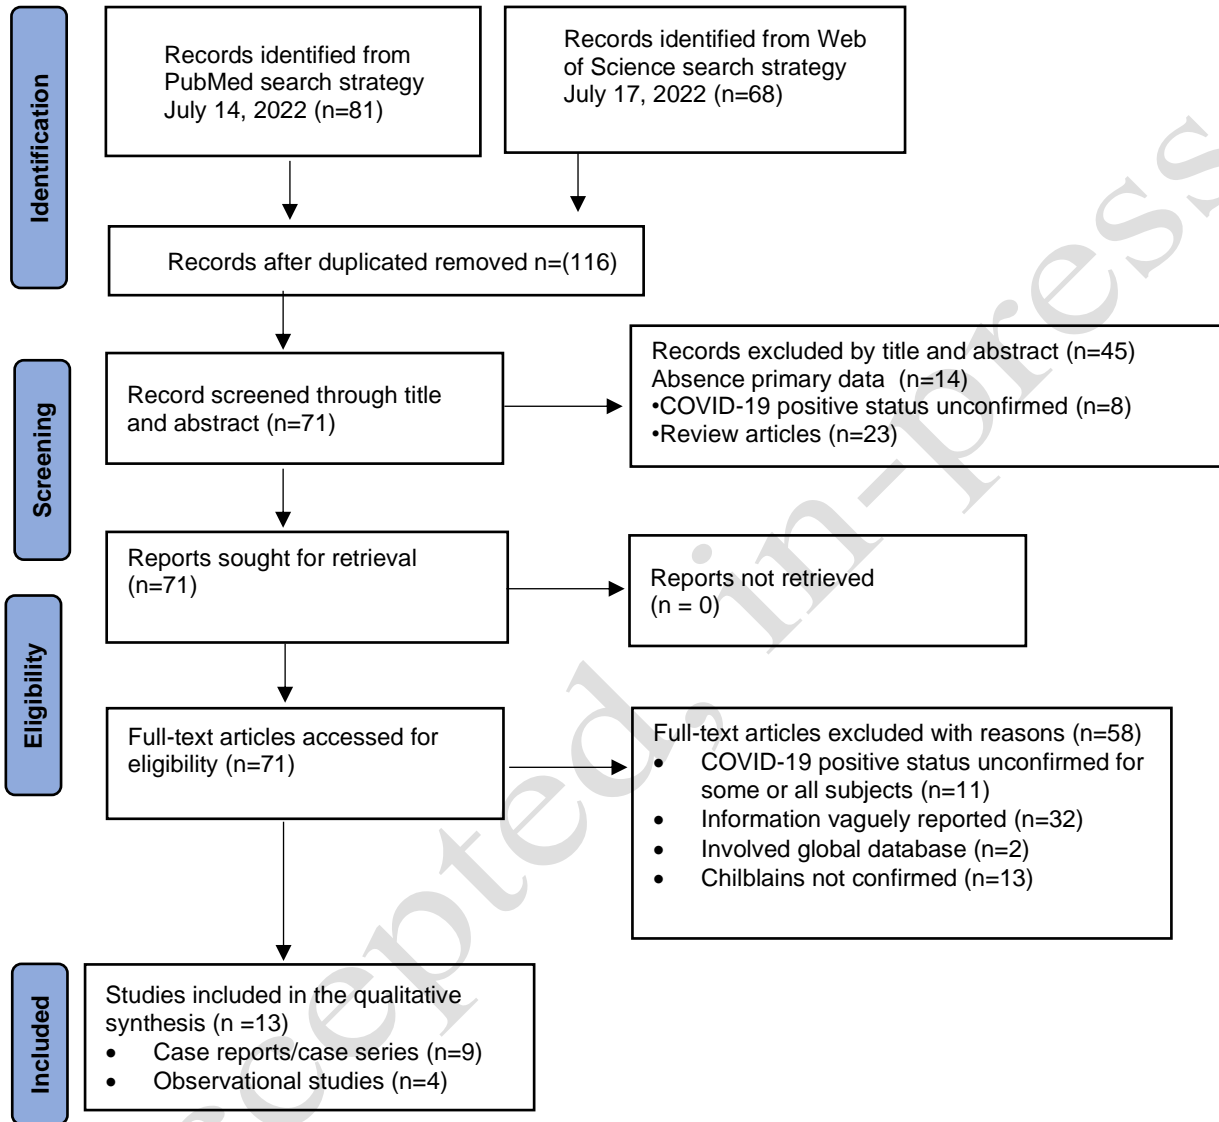 Identification
Records identified from
PubMed search strategy
July 14, 2022 (n=81)
Records identified from Web
of Science search strategy
July 17, 2022 (n=68)
Records after duplicated removed n=(116)
Screening
Record screened through title
and abstract (n=71)
Records excluded by title and abstract (n=45)
Absence primary data  (n=14)
•COVID-19 positive status unconfirmed (n=8)
•Review articles (n=23)
Reports sought for retrieval
(n=71)
Reports not retrieved
(n = 0)
Eligibility
Full-text articles accessed for
eligibility (n=71)
Full-text articles excluded with reasons (n=58)
• COVID-19 positive status unconfirmed for
some or all subjects (n=11)
• Information vaguely reported (n=32)
• Involved global database (n=2)
• Chilblains not confirmed (n=13)
Included
Studies included in the qualitative
synthesis (n =13)
• Case reports/case series (n=9)
• Observational studies (n=4)
ccepted, in-press